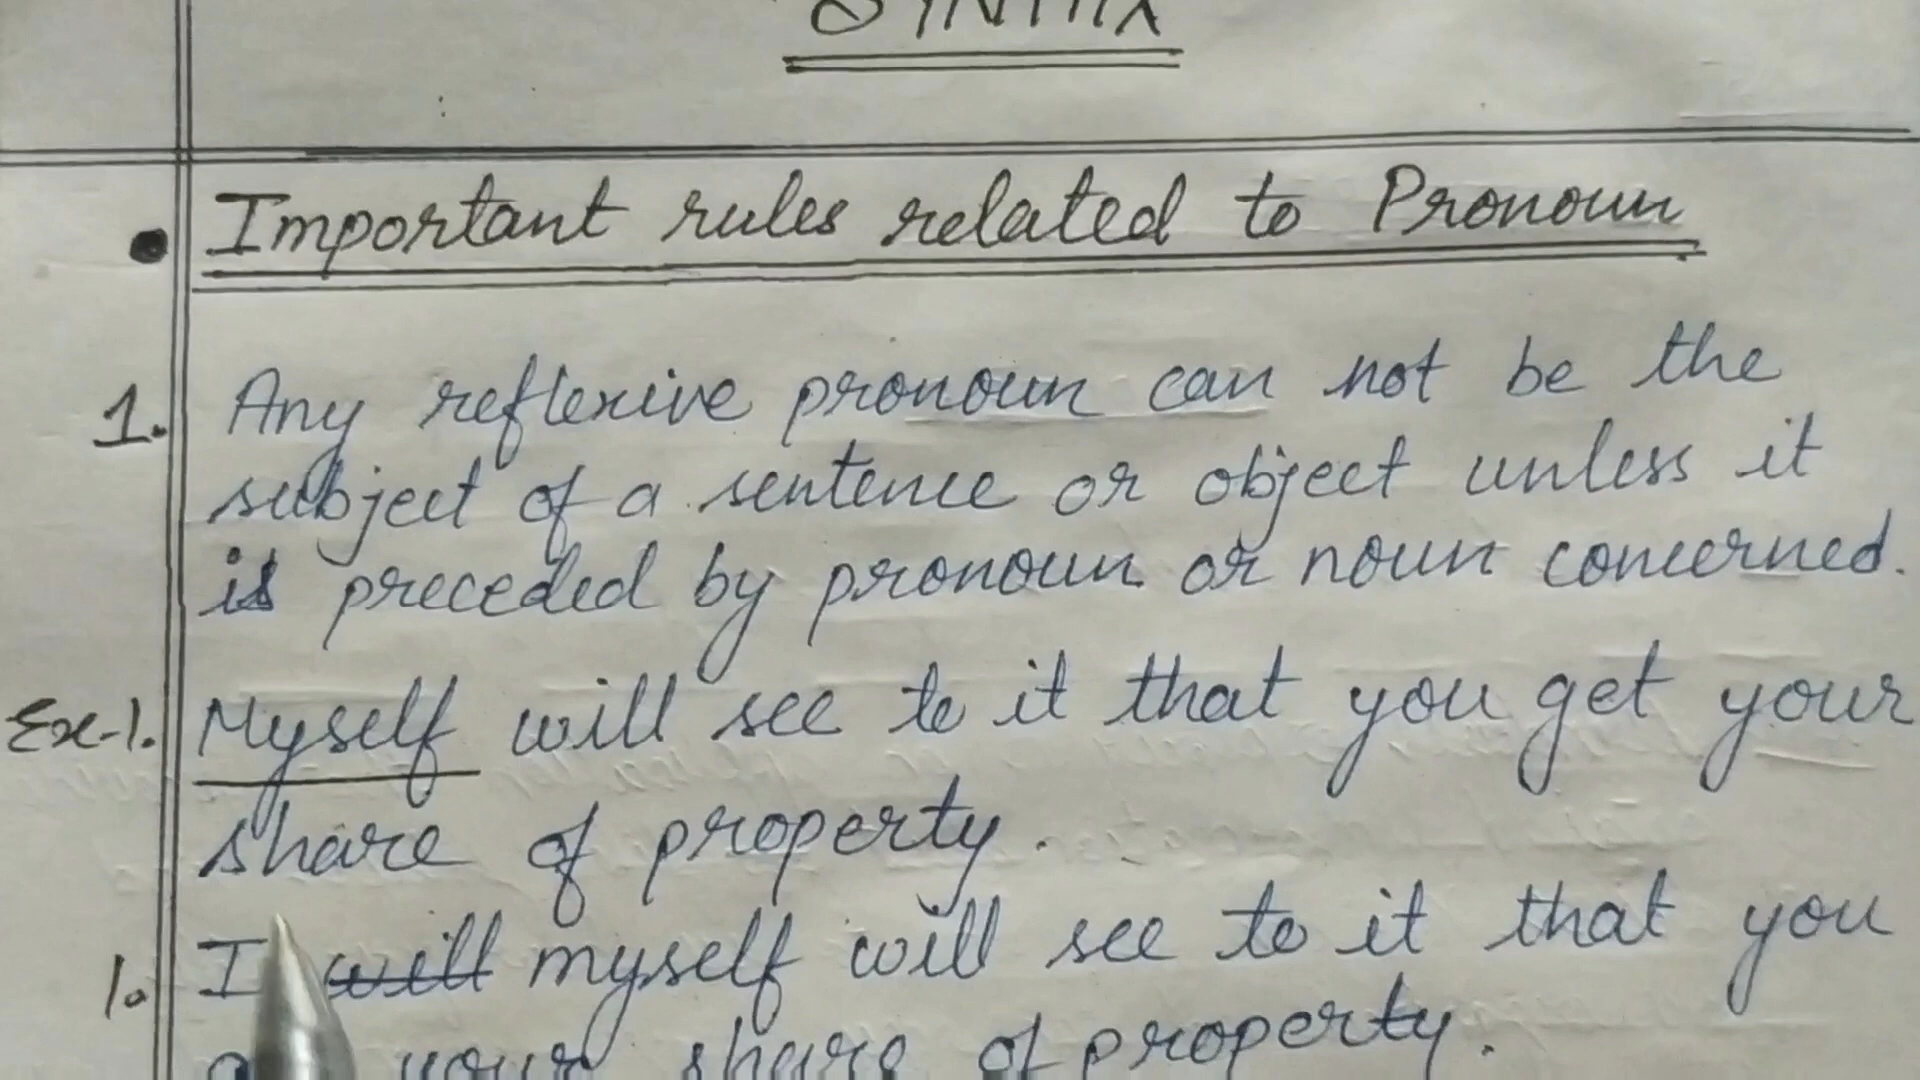 SYNTAX
Important rules related to Pronoun
1. Any reflexive pronoun can not be the
subject of a sentence or object unless it
is preceded by pronoun or noun concerned.
Ex-1. Myself will see to it that you get your
share of property.
1. I will myself will see to it that you
your share of property.